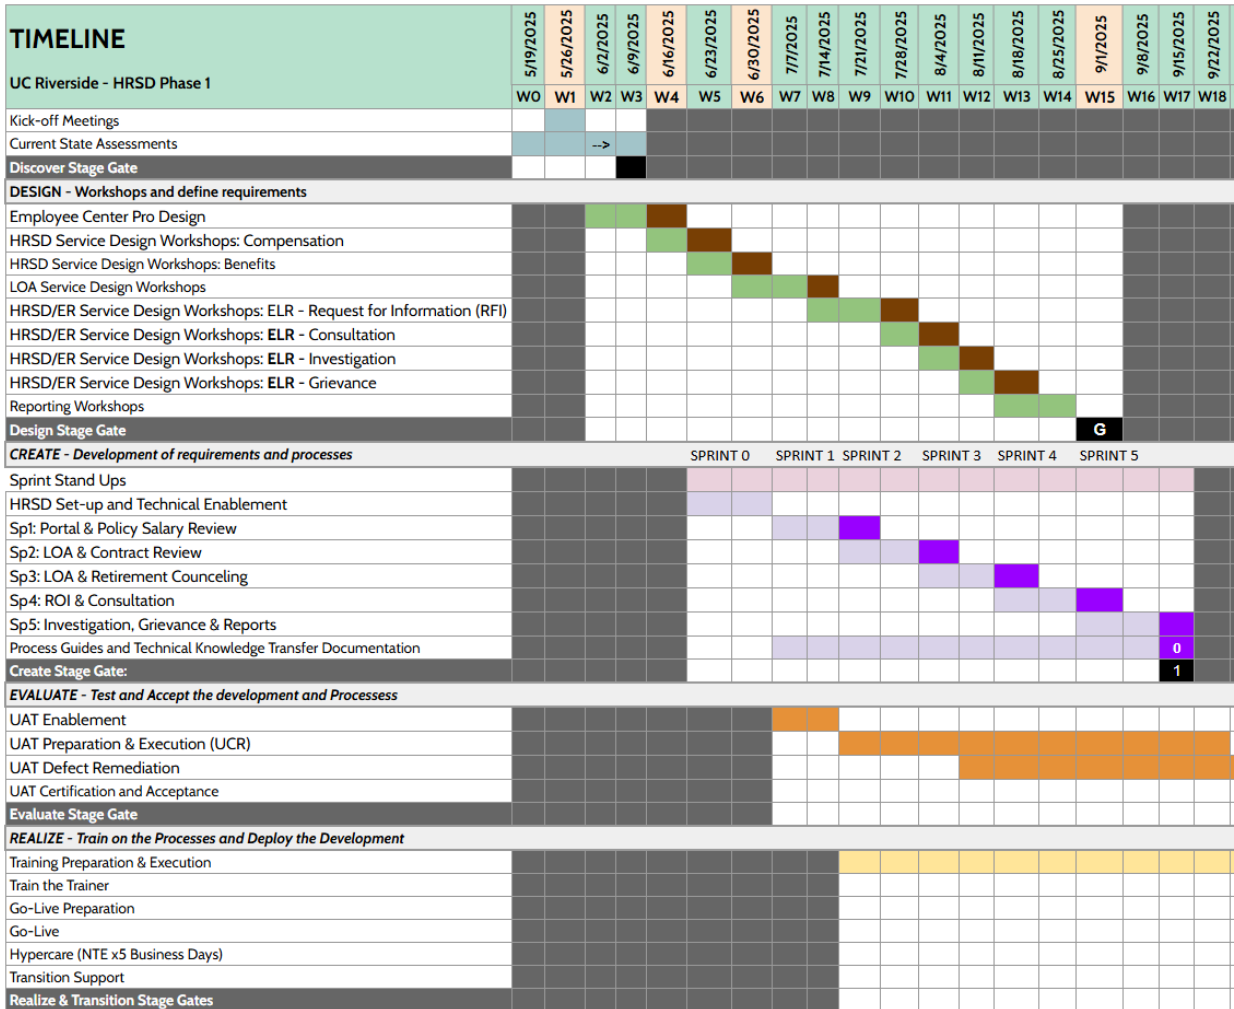 TIMELINE
UC Riverside - HRSD Phase 1
5/19/2025 5/26/2025 6/2/2025 6/9/2025 6/16/2025 6/23/2025 6/30/2025 7/7/2025 7/14/2025 7/21/2025 7/28/2025 8/4/2025 8/11/2025 8/18/2025 8/25/2025 9/1/2025 9/8/2025 9/15/2025 9/22/2025
W0 W1 W2 W3 W4 W5 W6 W7 W8 W9 W10 W11 W12 W13 W14 W15 W16 W17 W18
Kick-off Meetings
Current State Assessments -->
Discover Stage Gate
DESIGN - Workshops and define requirements
Employee Center Pro Design
HRSD Service Design Workshops: Compensation
HRSD Service Design Workshops: Benefits
LOA Service Design Workshops
HRSD/ER Service Design Workshops: ELR - Request for Information (RFI)
HRSD/ER Service Design Workshops: ELR - Consultation
HRSD/ER Service Design Workshops: ELR - Investigation
HRSD/ER Service Design Workshops: ELR - Grievance
Reporting Workshops
Design Stage Gate G
CREATE - Development of requirements and processes SPRINT 0 SPRINT 1 SPRINT 2 SPRINT 3 SPRINT 4 SPRINT 5
Sprint Stand Ups
HRSD Set-up and Technical Enablement
Sp1: Portal & Policy Salary Review
Sp2: LOA & Contract Review
Sp3: LOA & Retirement Counceling
Sp4: ROI & Consultation
Sp5: Investigation, Grievance & Reports
Process Guides and Technical Knowledge Transfer Documentation 0
Create Stage Gate: 1
EVALUATE - Test and Accept the development and Processess
UAT Enablement
UAT Preparation & Execution (UCR)
UAT Defect Remediation
UAT Certification and Acceptance
Evaluate Stage Gate
REALIZE - Train on the Processes and Deploy the Development
Training Preparation & Execution
Train the Trainer
Go-Live Preparation
Go-Live
Hypercare (NTE x5 Business Days)
Transition Support
Realize & Transition Stage Gates